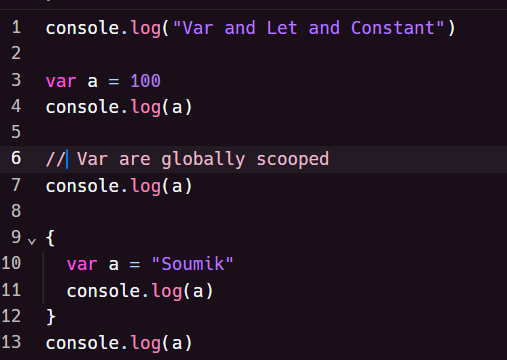 1 console.log("Var and Let and Constant")
2
3 var a = 100
4 console.log(a)
5
6 // Var are globally scooped
7 console.log(a)
8
9 {
10 var a = "Soumik"
11 console.log(a)
12 }
13 console.log(a)